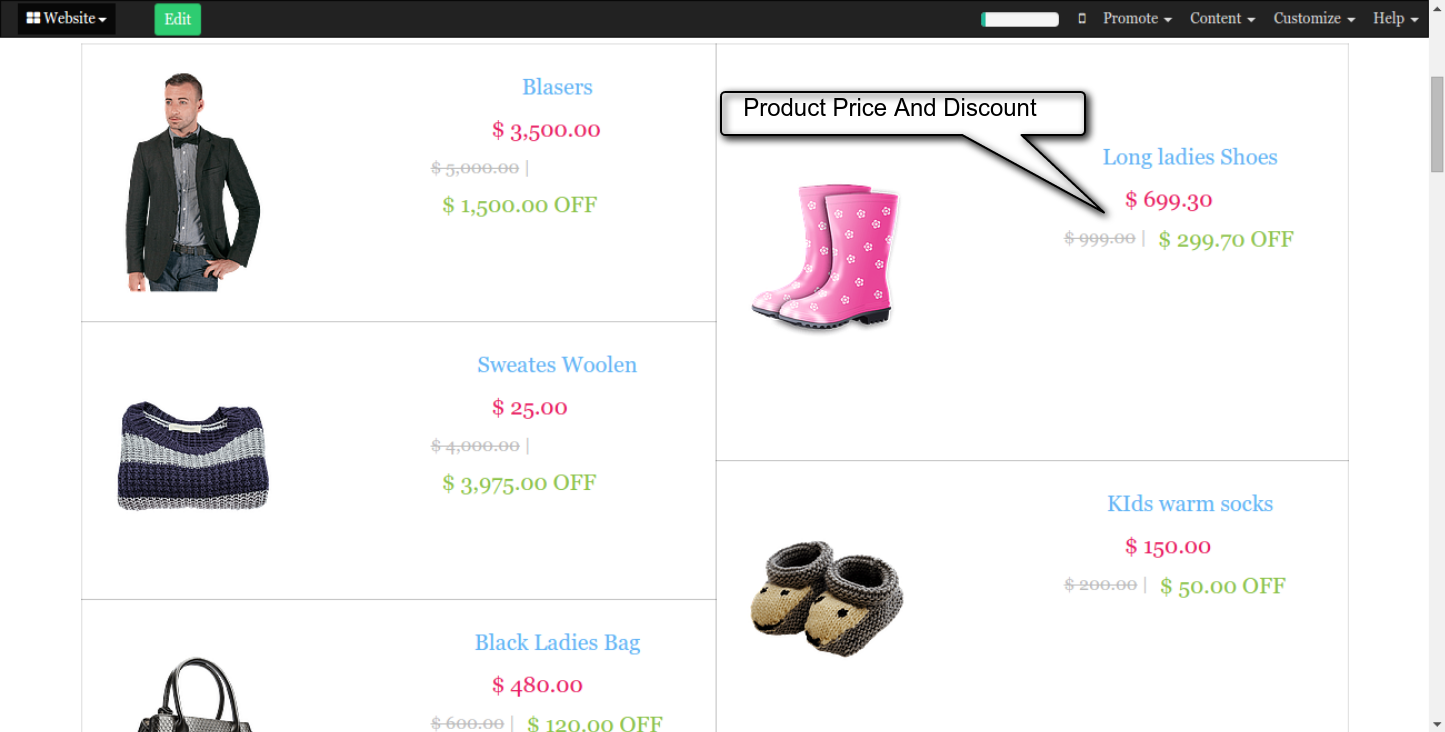 Website
Edit
Promote Content Customize Help
Blasers
$ 3,500.00
$ 5,000.00 |
$ 1,500.00 OFF
Product Price And Discount
Long ladies Shoes
$ 699.30
$ 999.00 | $ 299.70 OFF
Sweates Woolen
$ 25.00
$ 4,000.00 |
$ 3,975.00 OFF
KIds warm socks
$ 150.00
$ 200.00 | $ 50.00 OFF
Black Ladies Bag
$ 480.00
$ 600.00 | $ 120.00 OFF